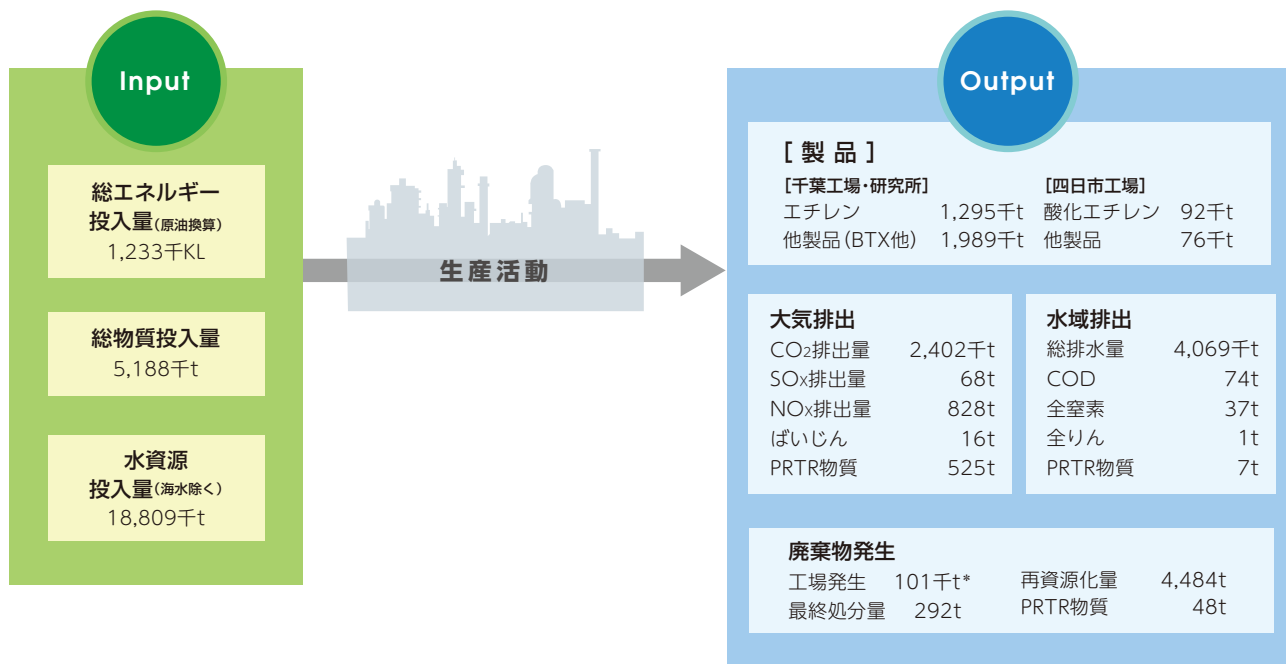 Input
総エネルギー
投入量(原油換算)
1,233千KL
総物質投入量
5,188千t
水資源
投入量(海水除く)
18,809千t
生産活動
Output
[製品]
[千葉工場・研究所]
エチレン 1,295千t
他製品(BTX他) 1,989千t
[四日市工場]
酸化エチレン 92千t
他製品 76千t
大気排出
CO2排出量 2,402千t
SOx排出量 68t
NOx排出量 828t
ばいじん 16t
PRTR物質 525t
水域排出
総排水量 4,069千t
COD 74t
全窒素 37t
全りん 1t
PRTR物質 7t
廃棄物発生
工場発生 101千t*
最終処分量 292t
再資源化量 4,484t
PRTR物質 48t